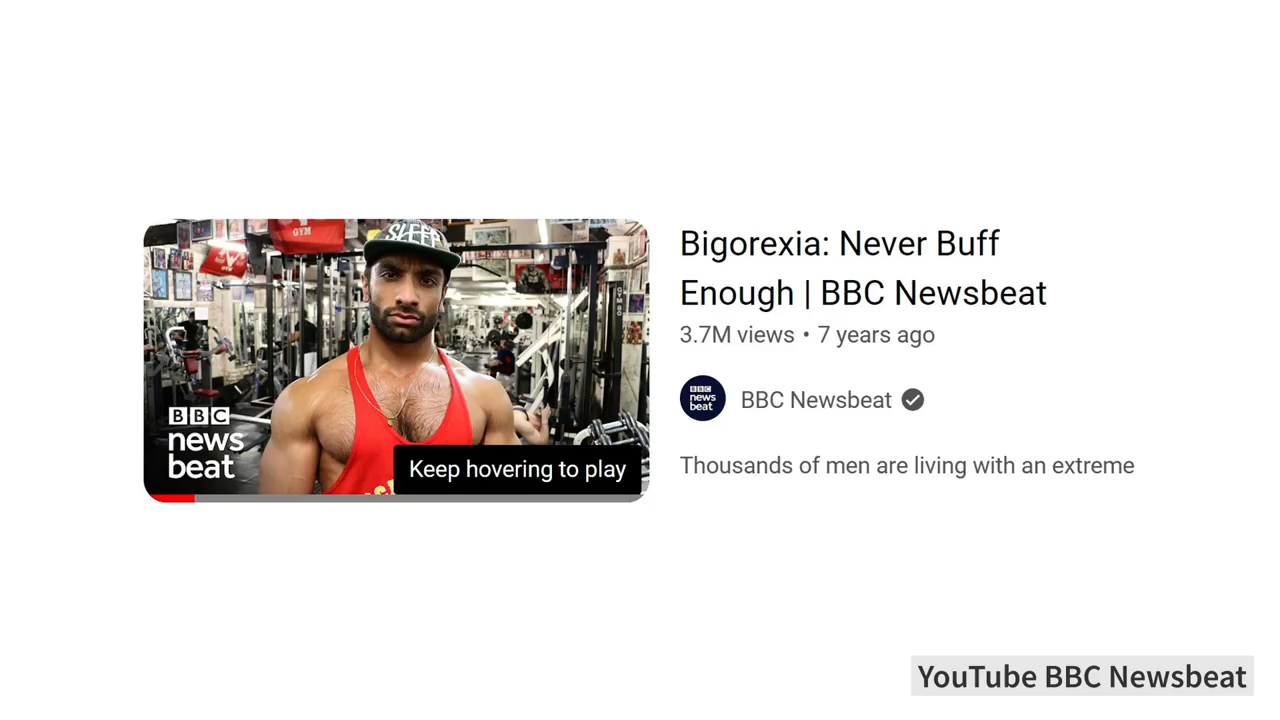 SLEEP
GYM
BBC
news
beat
Keep hovering to play
Bigorexia: Never Buff
Enough | BBC Newsbeat
3.7M views • 7 years ago
BBC
news
beat
BBC Newsbeat
Thousands of men are living with an extreme
YouTube BBC Newsbeat